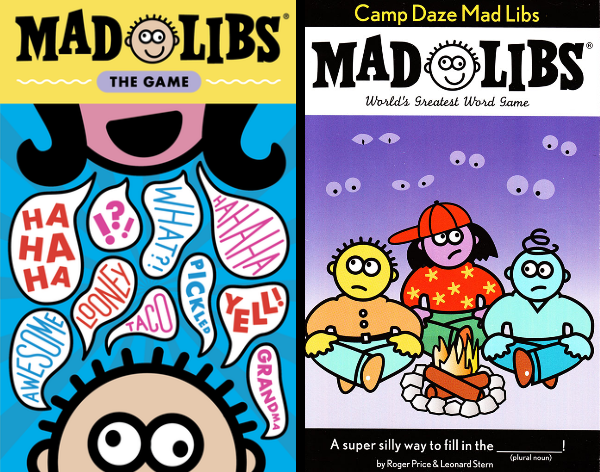 MAD LIBS®
THE GAME
HA
HA
HA
!?!
WHAT?!
HAHAHA
LOONEY
PICKLED
AWESOME
TACO
YELL!
GRANDMA
Camp Daze Mad Libs
MAD LIBS®
World's Greatest Word Game
A super silly way to fill in the ________!
(plural noun)
by Roger Price & Leonard Stern